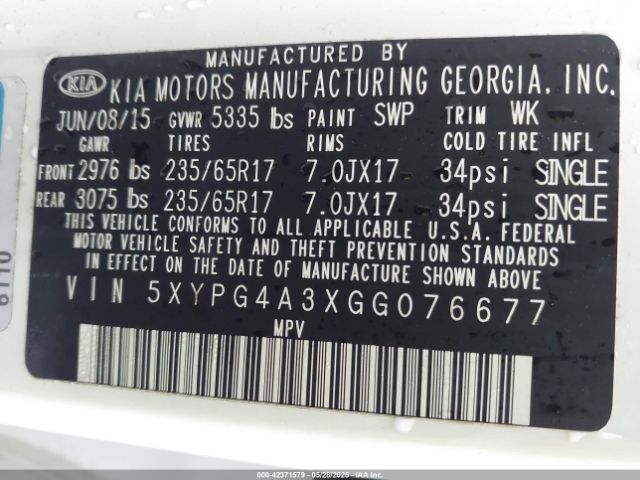 MANUFACTURED BY
KIA KIA MOTORS MANUFACTURING GEORGIA, INC.
JUN/08/15 GVWR 5335 lbs PAINT SWP TRIM WK
GAWR TIRES RIMS COLD TIRE INFL
FRONT 2976 lbs 235/65R17 7.0JX17 34psi SINGLE
REAR 3075 lbs 235/65R17 7.0JX17 34psi SINGLE
THIS VEHICLE CONFORMS TO ALL APPLICABLE U.S.A. FEDERAL
MOTOR VEHICLE SAFETY AND THEFT PREVENTION STANDARDS
IN EFFECT ON THE DATE OF MANUFACTURE SHOWN ABOVE.
VIN 5XYPG4A3XGG076677
MPV
6110
000-42371579 • 05/28/2025 • IAA Inc.